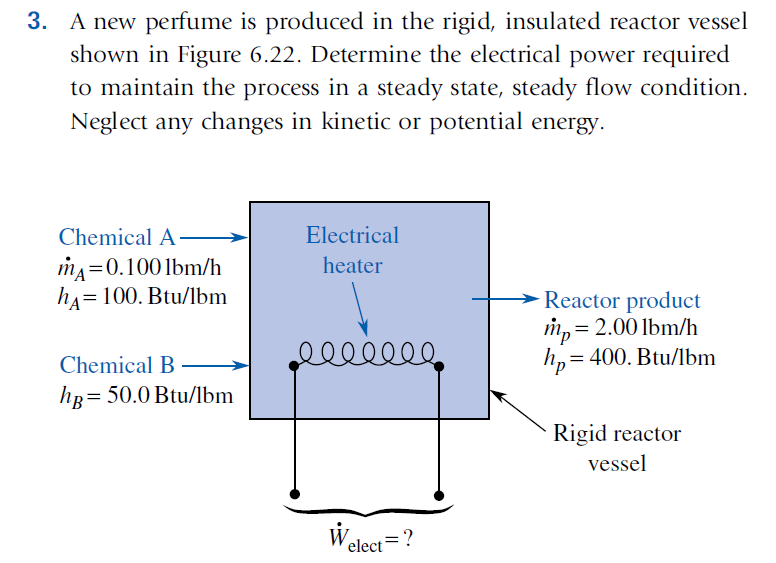 3. A new perfume is produced in the rigid, insulated reactor vessel
shown in Figure 6.22. Determine the electrical power required
to maintain the process in a steady state, steady flow condition.
Neglect any changes in kinetic or potential energy.
Chemical A
ṁA=0.100 lbm/h
hA= 100. Btu/lbm
Electrical
heater
Reactor product
ṁp= 2.00 lbm/h
hp= 400. Btu/lbm
Chemical B
hB= 50.0 Btu/lbm
Rigid reactor
vessel
Ẇelect= ?